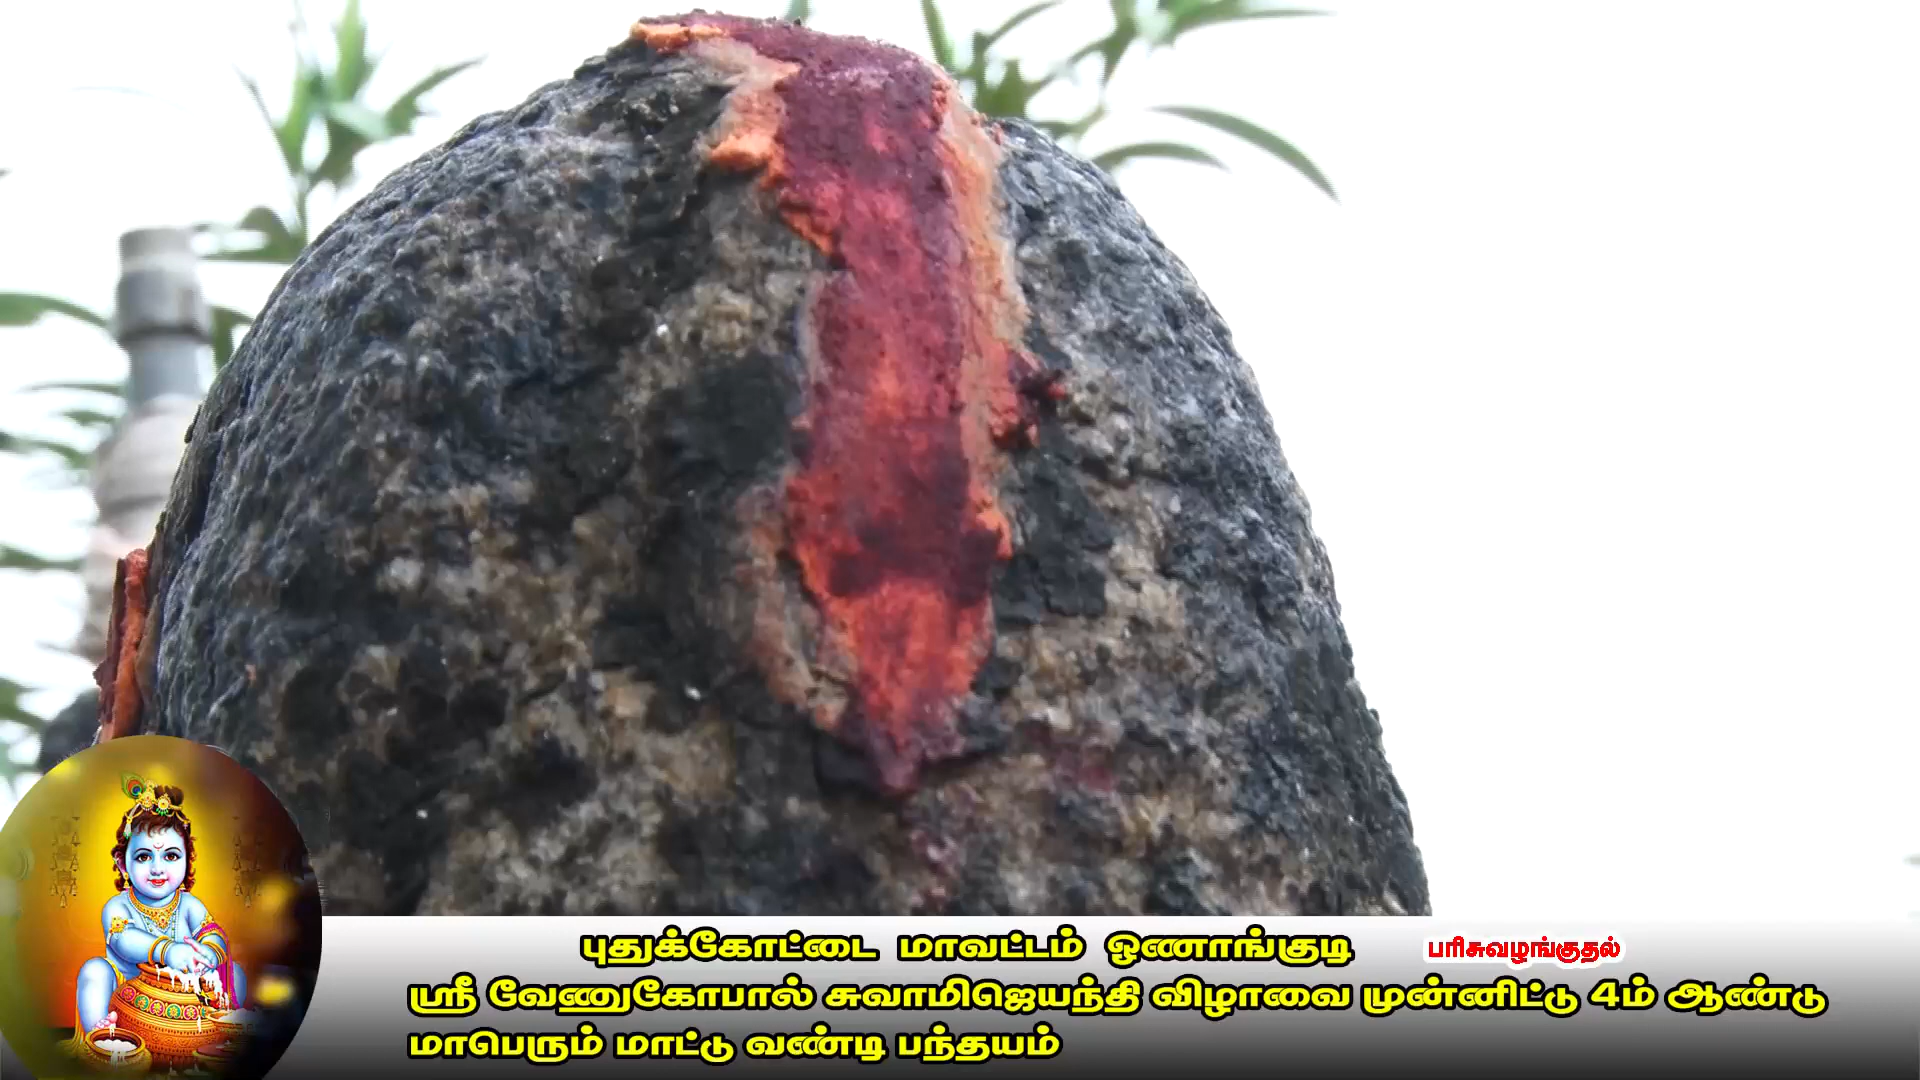 புதுக்கோட்டை மாவட்டம் ஒணாங்குடி பரிசுவழங்குதல்
ஸ்ரீ வேணுகோபால் சுவாமிஜெயந்தி விழாவை முன்னிட்டு 4ம் ஆண்டு
மாபெரும் மாட்டு வண்டி பந்தயம்